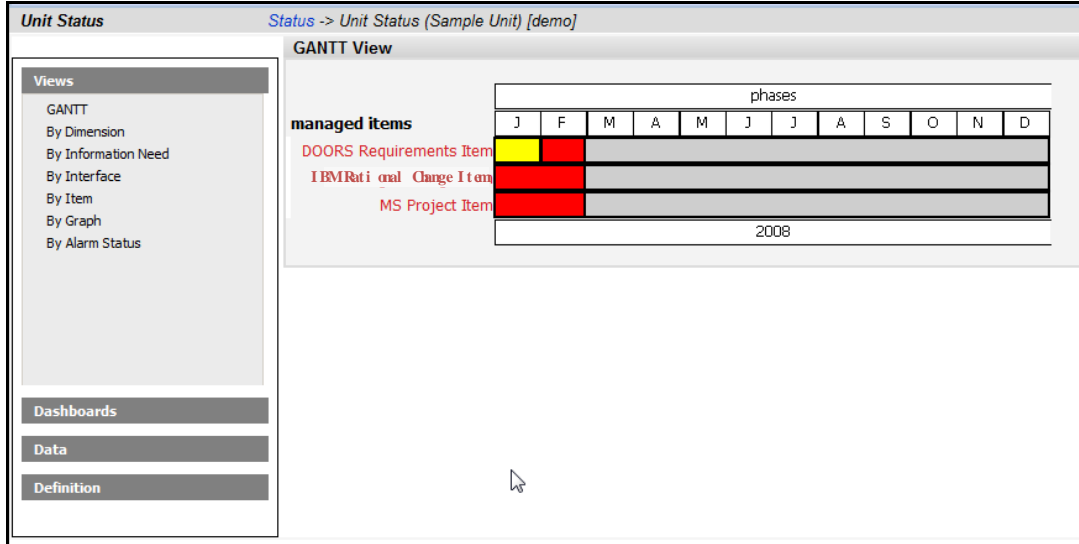 Unit Status
Status -> Unit Status (Sample Unit) [demo]
GANTT View
Views
GANTT
By Dimension
By Information Need
By Interface
By Item
By Graph
By Alarm Status
Dashboards
Data
Definition
phases
managed items J F M A M J J A S O N D
DOORS Requirements Item
IBM Rational Change Item
MS Project Item
2008